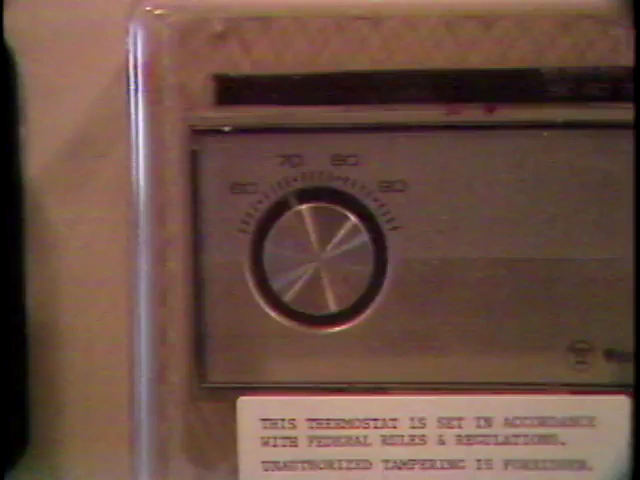 60 70 80 90
THIS THERMOSTAT IS SET IN ACCORDANCE
WITH FEDERAL RULES & REGULATIONS.
UNAUTHORIZED TAMPERING IS FORBIDDEN.